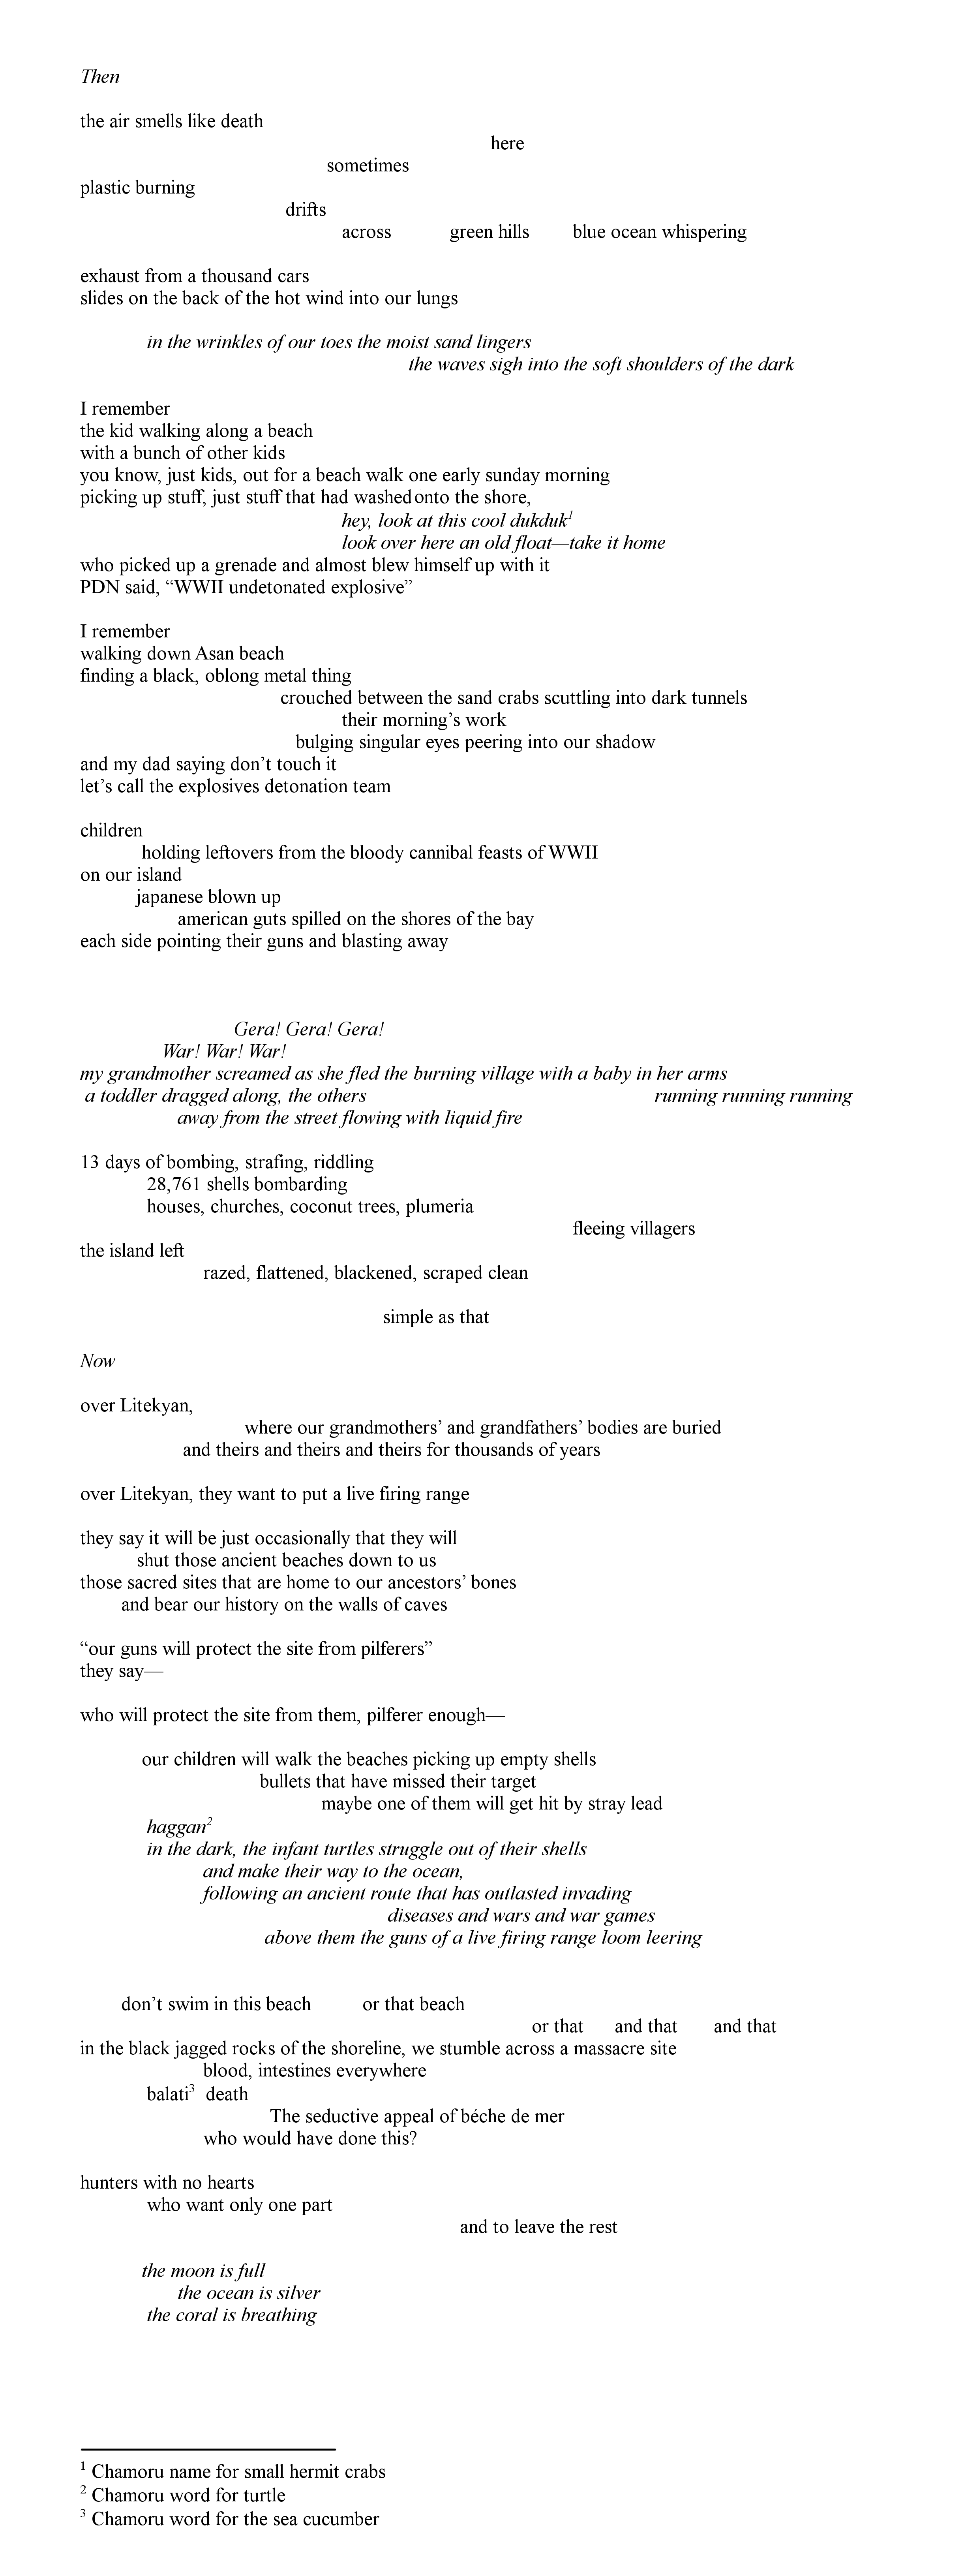 Then
the air smells like death
here
sometimes
plastic burning
drifts
across green hills blue ocean whispering
exhaust from a thousand cars
slides on the back of the hot wind into our lungs
in the wrinkles of our toes the moist sand lingers
the waves sigh into the soft shoulders of the dark
I remember
the kid walking along a beach
with a bunch of other kids
you know, just kids, out for a beach walk one early sunday morning
picking up stuff, just stuff that had washed onto the shore,
hey, look at this cool dukduk¹
look over here an old float—take it home
who picked up a grenade and almost blew himself up with it
PDN said, “WWII undetonated explosive”
I remember
walking down Asan beach
finding a black, oblong metal thing
crouched between the sand crabs scuttling into dark tunnels
their morning’s work
bulging singular eyes peering into our shadow
and my dad saying don’t touch it
let’s call the explosives detonation team
children
holding leftovers from the bloody cannibal feasts of WWII
on our island
japanese blown up
american guts spilled on the shores of the bay
each side pointing their guns and blasting away
Gera! Gera! Gera!
War! War! War!
my grandmother screamed as she fled the burning village with a baby in her arms
a toddler dragged along, the others running running running
away from the street flowing with liquid fire
13 days of bombing, strafing, riddling
28,761 shells bombarding
houses, churches, coconut trees, plumeria
fleeing villagers
the island left
razed, flattened, blackened, scraped clean
simple as that
Now
over Litekyan,
where our grandmothers’ and grandfathers’ bodies are buried
and theirs and theirs and theirs for thousands of years
over Litekyan, they want to put a live firing range
they say it will be just occasionally that they will
shut those ancient beaches down to us
those sacred sites that are home to our ancestors’ bones
and bear our history on the walls of caves
“our guns will protect the site from pilferers”
they say—
who will protect the site from them, pilferer enough—
our children will walk the beaches picking up empty shells
bullets that have missed their target
maybe one of them will get hit by stray lead
haggan²
in the dark, the infant turtles struggle out of their shells
and make their way to the ocean,
following an ancient route that has outlasted invading
diseases and wars and war games
above them the guns of a live firing range loom leering
don’t swim in this beach or that beach
or that and that and that
in the black jagged rocks of the shoreline, we stumble across a massacre site
blood, intestines everywhere
balati³ death
The seductive appeal of béche de mer
who would have done this?
hunters with no hearts
who want only one part
and to leave the rest
the moon is full
the ocean is silver
the coral is breathing
¹ Chamoru name for small hermit crabs
² Chamoru word for turtle
³ Chamoru word for the sea cucumber